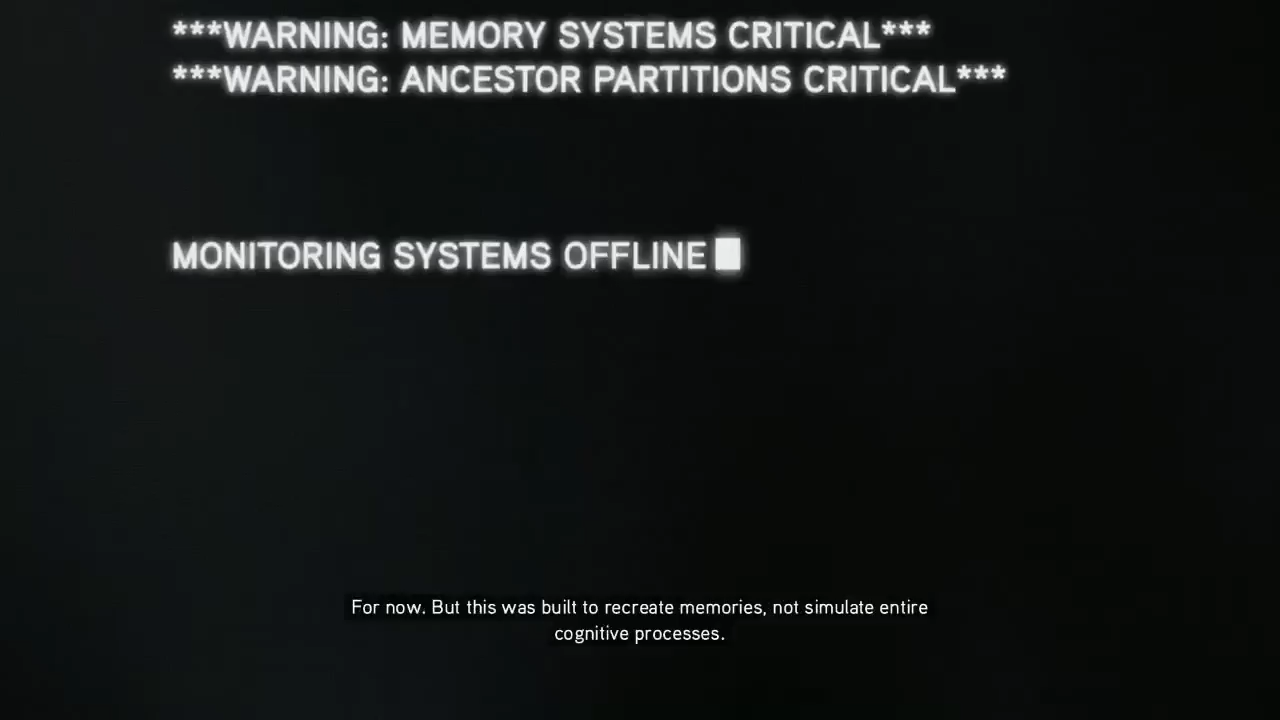 ***WARNING: MEMORY SYSTEMS CRITICAL***
***WARNING: ANCESTOR PARTITIONS CRITICAL***
MONITORING SYSTEMS OFFLINE
For now. But this was built to recreate memories, not simulate entire
cognitive processes.